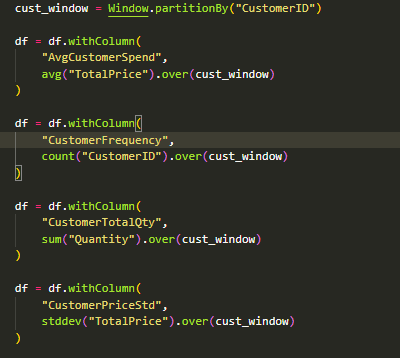 cust_window = Window.partitionBy("CustomerID")
df = df.withColumn(
"AvgCustomerSpend",
avg("TotalPrice").over(cust_window)
)
df = df.withColumn(
"CustomerFrequency",
count("CustomerID").over(cust_window)
)
df = df.withColumn(
"CustomerTotalQty",
sum("Quantity").over(cust_window)
)
df = df.withColumn(
"CustomerPriceStd",
stddev("TotalPrice").over(cust_window)
)